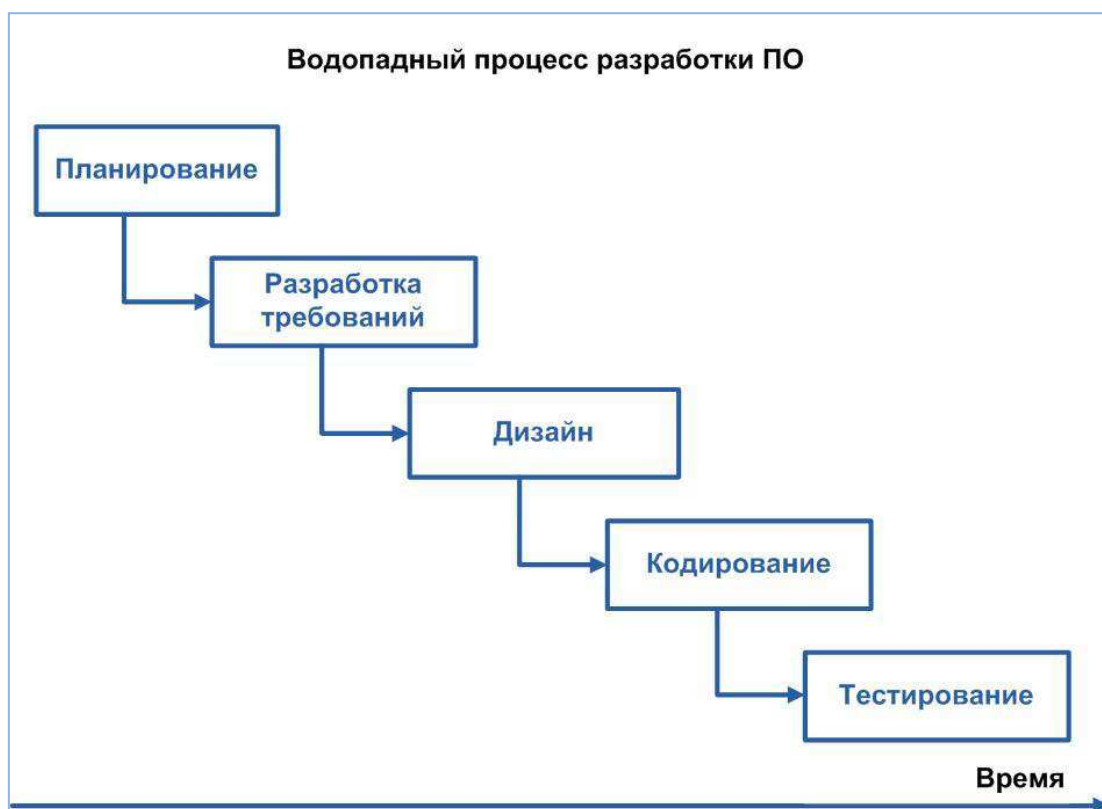 Водопадный процесс разработки ПО
Планирование
Разработка
требований
Дизайн
Кодирование
Тестирование
Время